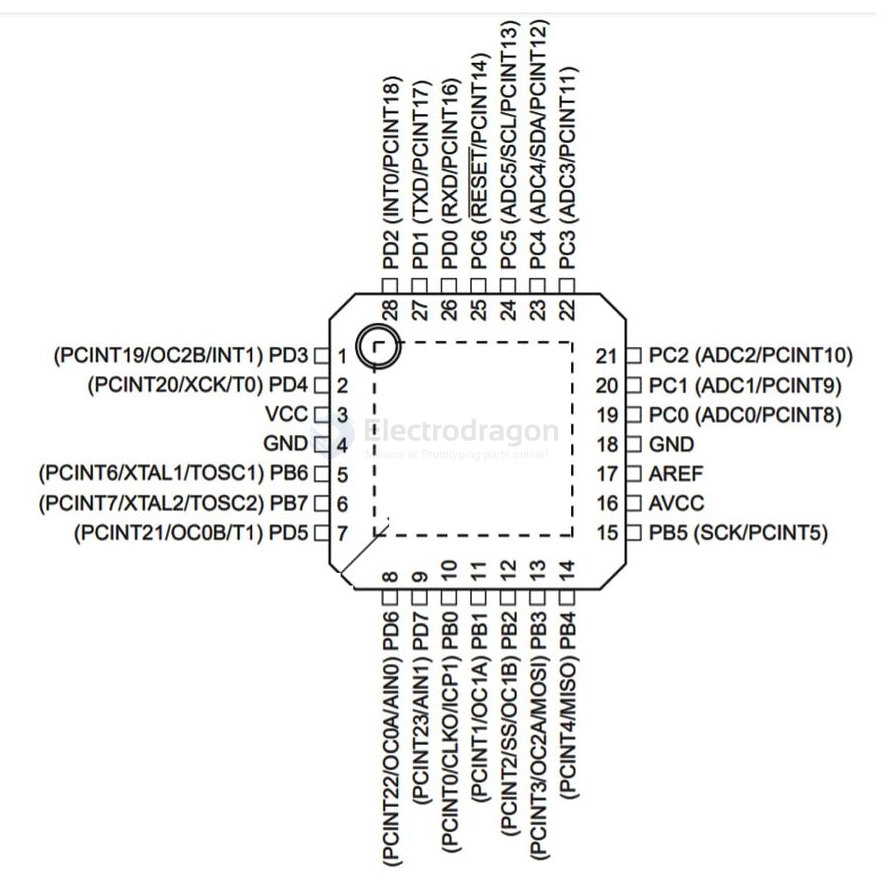 PD2 (INT0/PCINT18)
PD1 (TXD/PCINT17)
PD0 (RXD/PCINT16)
PC6 (RESET/PCINT14)
PC5 (ADC5/SCL/PCINT13)
PC4 (ADC4/SDA/PCINT12)
PC3 (ADC3/PCINT11)
28
27
26
25
24
23
22
(PCINT19/OC2B/INT1) PD3
(PCINT20/XCK/T0) PD4
VCC
GND
(PCINT6/XTAL1/TOSC1) PB6
(PCINT7/XTAL2/TOSC2) PB7
(PCINT21/OC0B/T1) PD5
1
2
3
4
5
6
7
Electrodragon
Millions of Prototyping parts online!
21
20
19
18
17
16
15
PC2 (ADC2/PCINT10)
PC1 (ADC1/PCINT9)
PC0 (ADC0/PCINT8)
GND
AREF
AVCC
PB5 (SCK/PCINT5)
8
9
10
11
12
13
14
(PCINT22/OC0A/AIN0) PD6
(PCINT23/AIN1) PD7
(PCINT0/CLKO/ICP1) PB0
(PCINT1/OC1A) PB1
(PCINT2/SS/OC1B) PB2
(PCINT3/OC2A/MOSI) PB3
(PCINT4/MISO) PB4